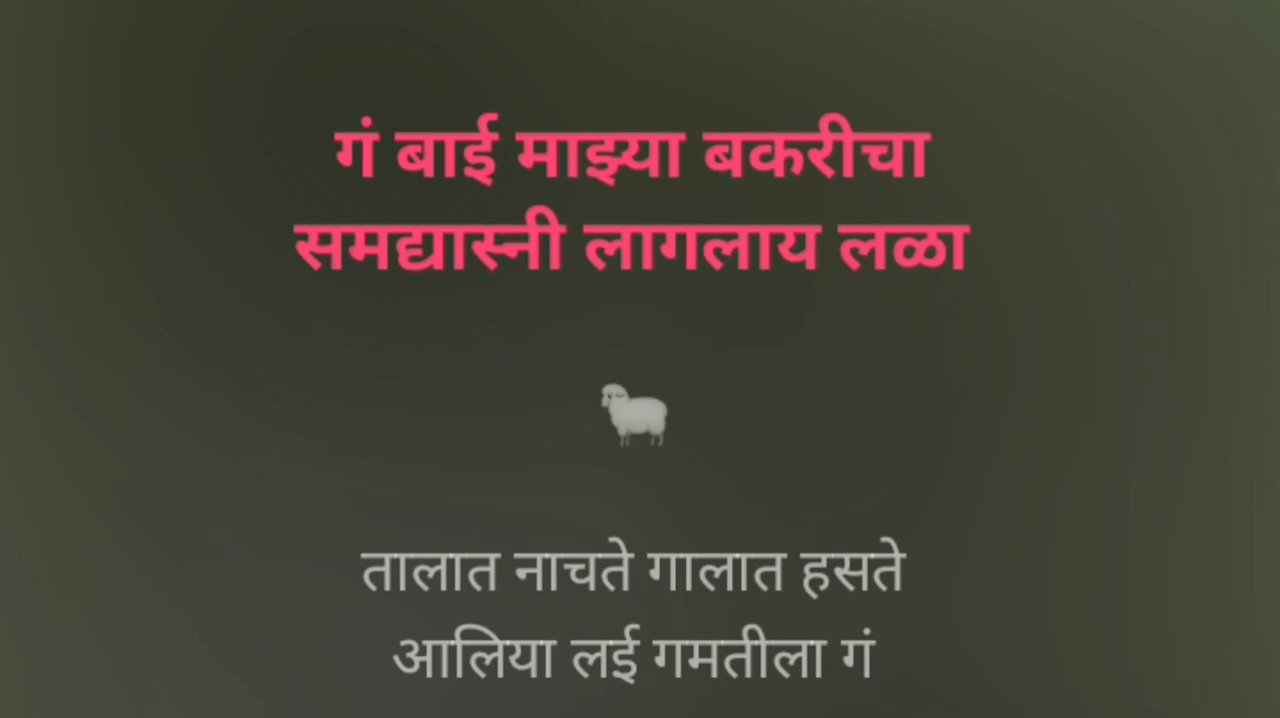 गं बाई माझ्या बकरीचा
समद्यास्नी लागलाय लळा
तालात नाचते गालात हसते
आलिया लई गमतीला गं